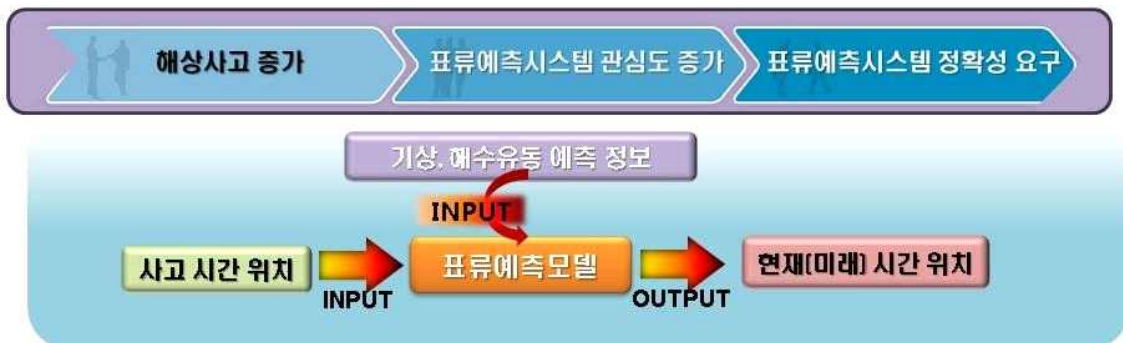 해상사고 증가
표류예측시스템 관심도 증가
표류예측시스템 정확성 요구
기상. 해수유동 예측 정보
INPUT
사고 시간 위치
INPUT
표류예측모델
OUTPUT
현재(미래) 시간 위치